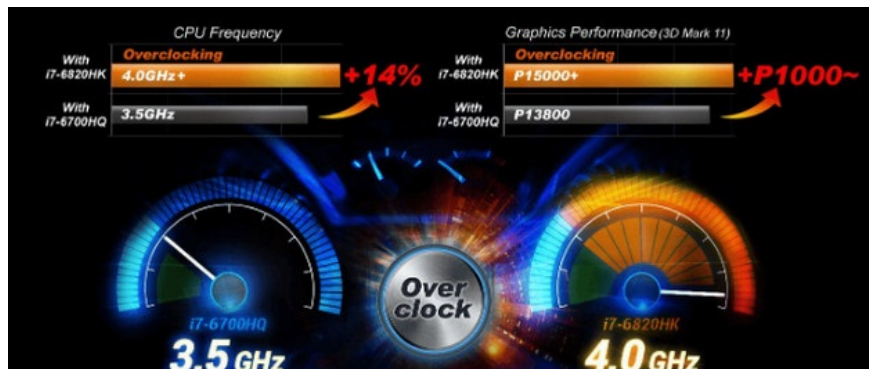 CPU Frequency
With
i7-6820HK
Overclocking
4.0GHz+
+14%
With
i7-6700HQ
3.5GHz
Graphics Performance (3D Mark 11)
With
i7-6820HK
Overclocking
P15000+
+P1000~
With
i7-6700HQ
P13800
Over
clock
i7-6700HQ
3.5 GHz
i7-6820HK
4.0 GHz